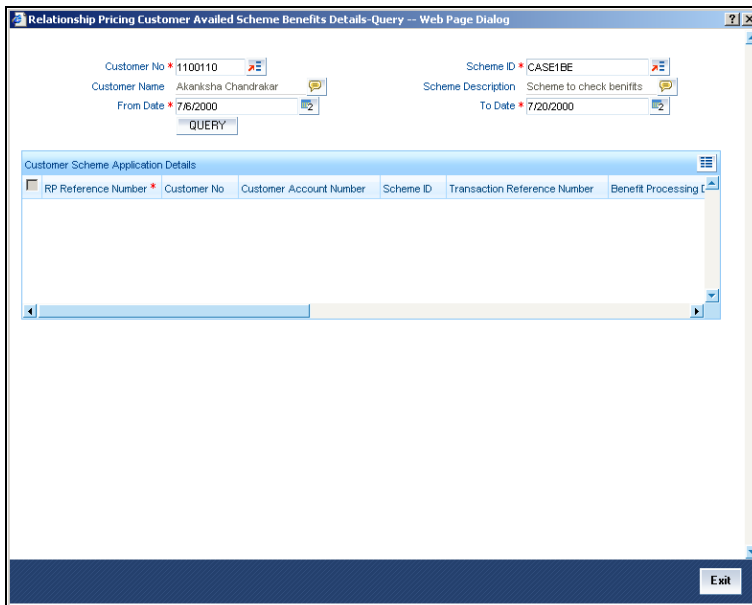 Relationship Pricing Customer Availed Scheme Benefits Details-Query -- Web Page Dialog
Customer No * 1100110 Scheme ID * CASE1BE
Customer Name Akanksha Chandrakar Scheme Description Scheme to check benifits
From Date * 7/6/2000 To Date * 7/20/2000
QUERY
Customer Scheme Application Details
RP Reference Number * Customer No Customer Account Number Scheme ID Transaction Reference Number Benefit Processing D
Exit